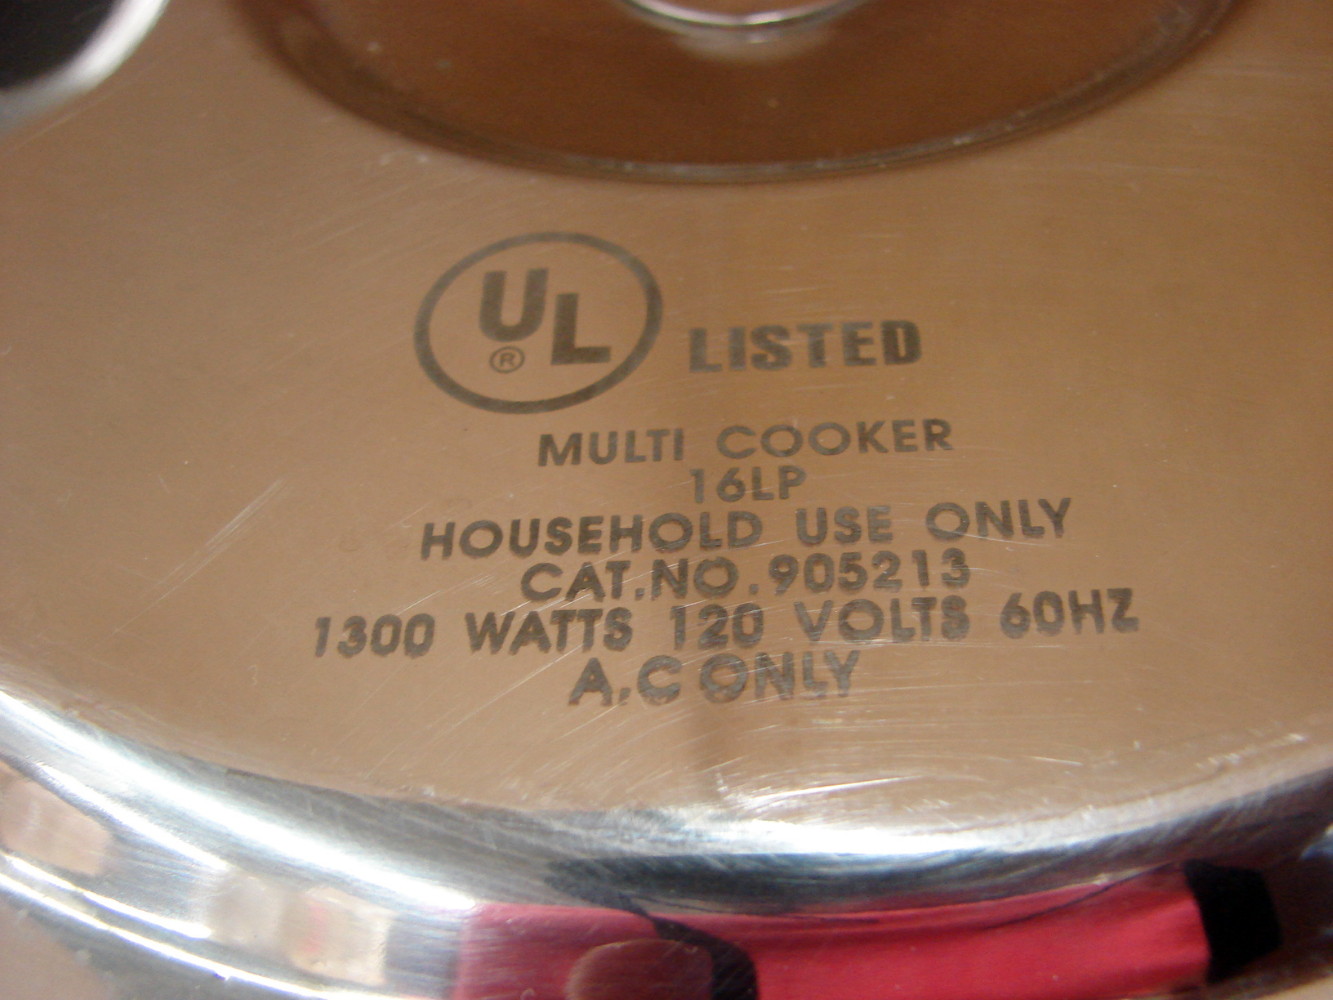 UL® LISTED
MULTI COOKER
16LP
HOUSEHOLD USE ONLY
CAT.NO.905213
1300 WATTS 120 VOLTS 60HZ
A.C ONLY